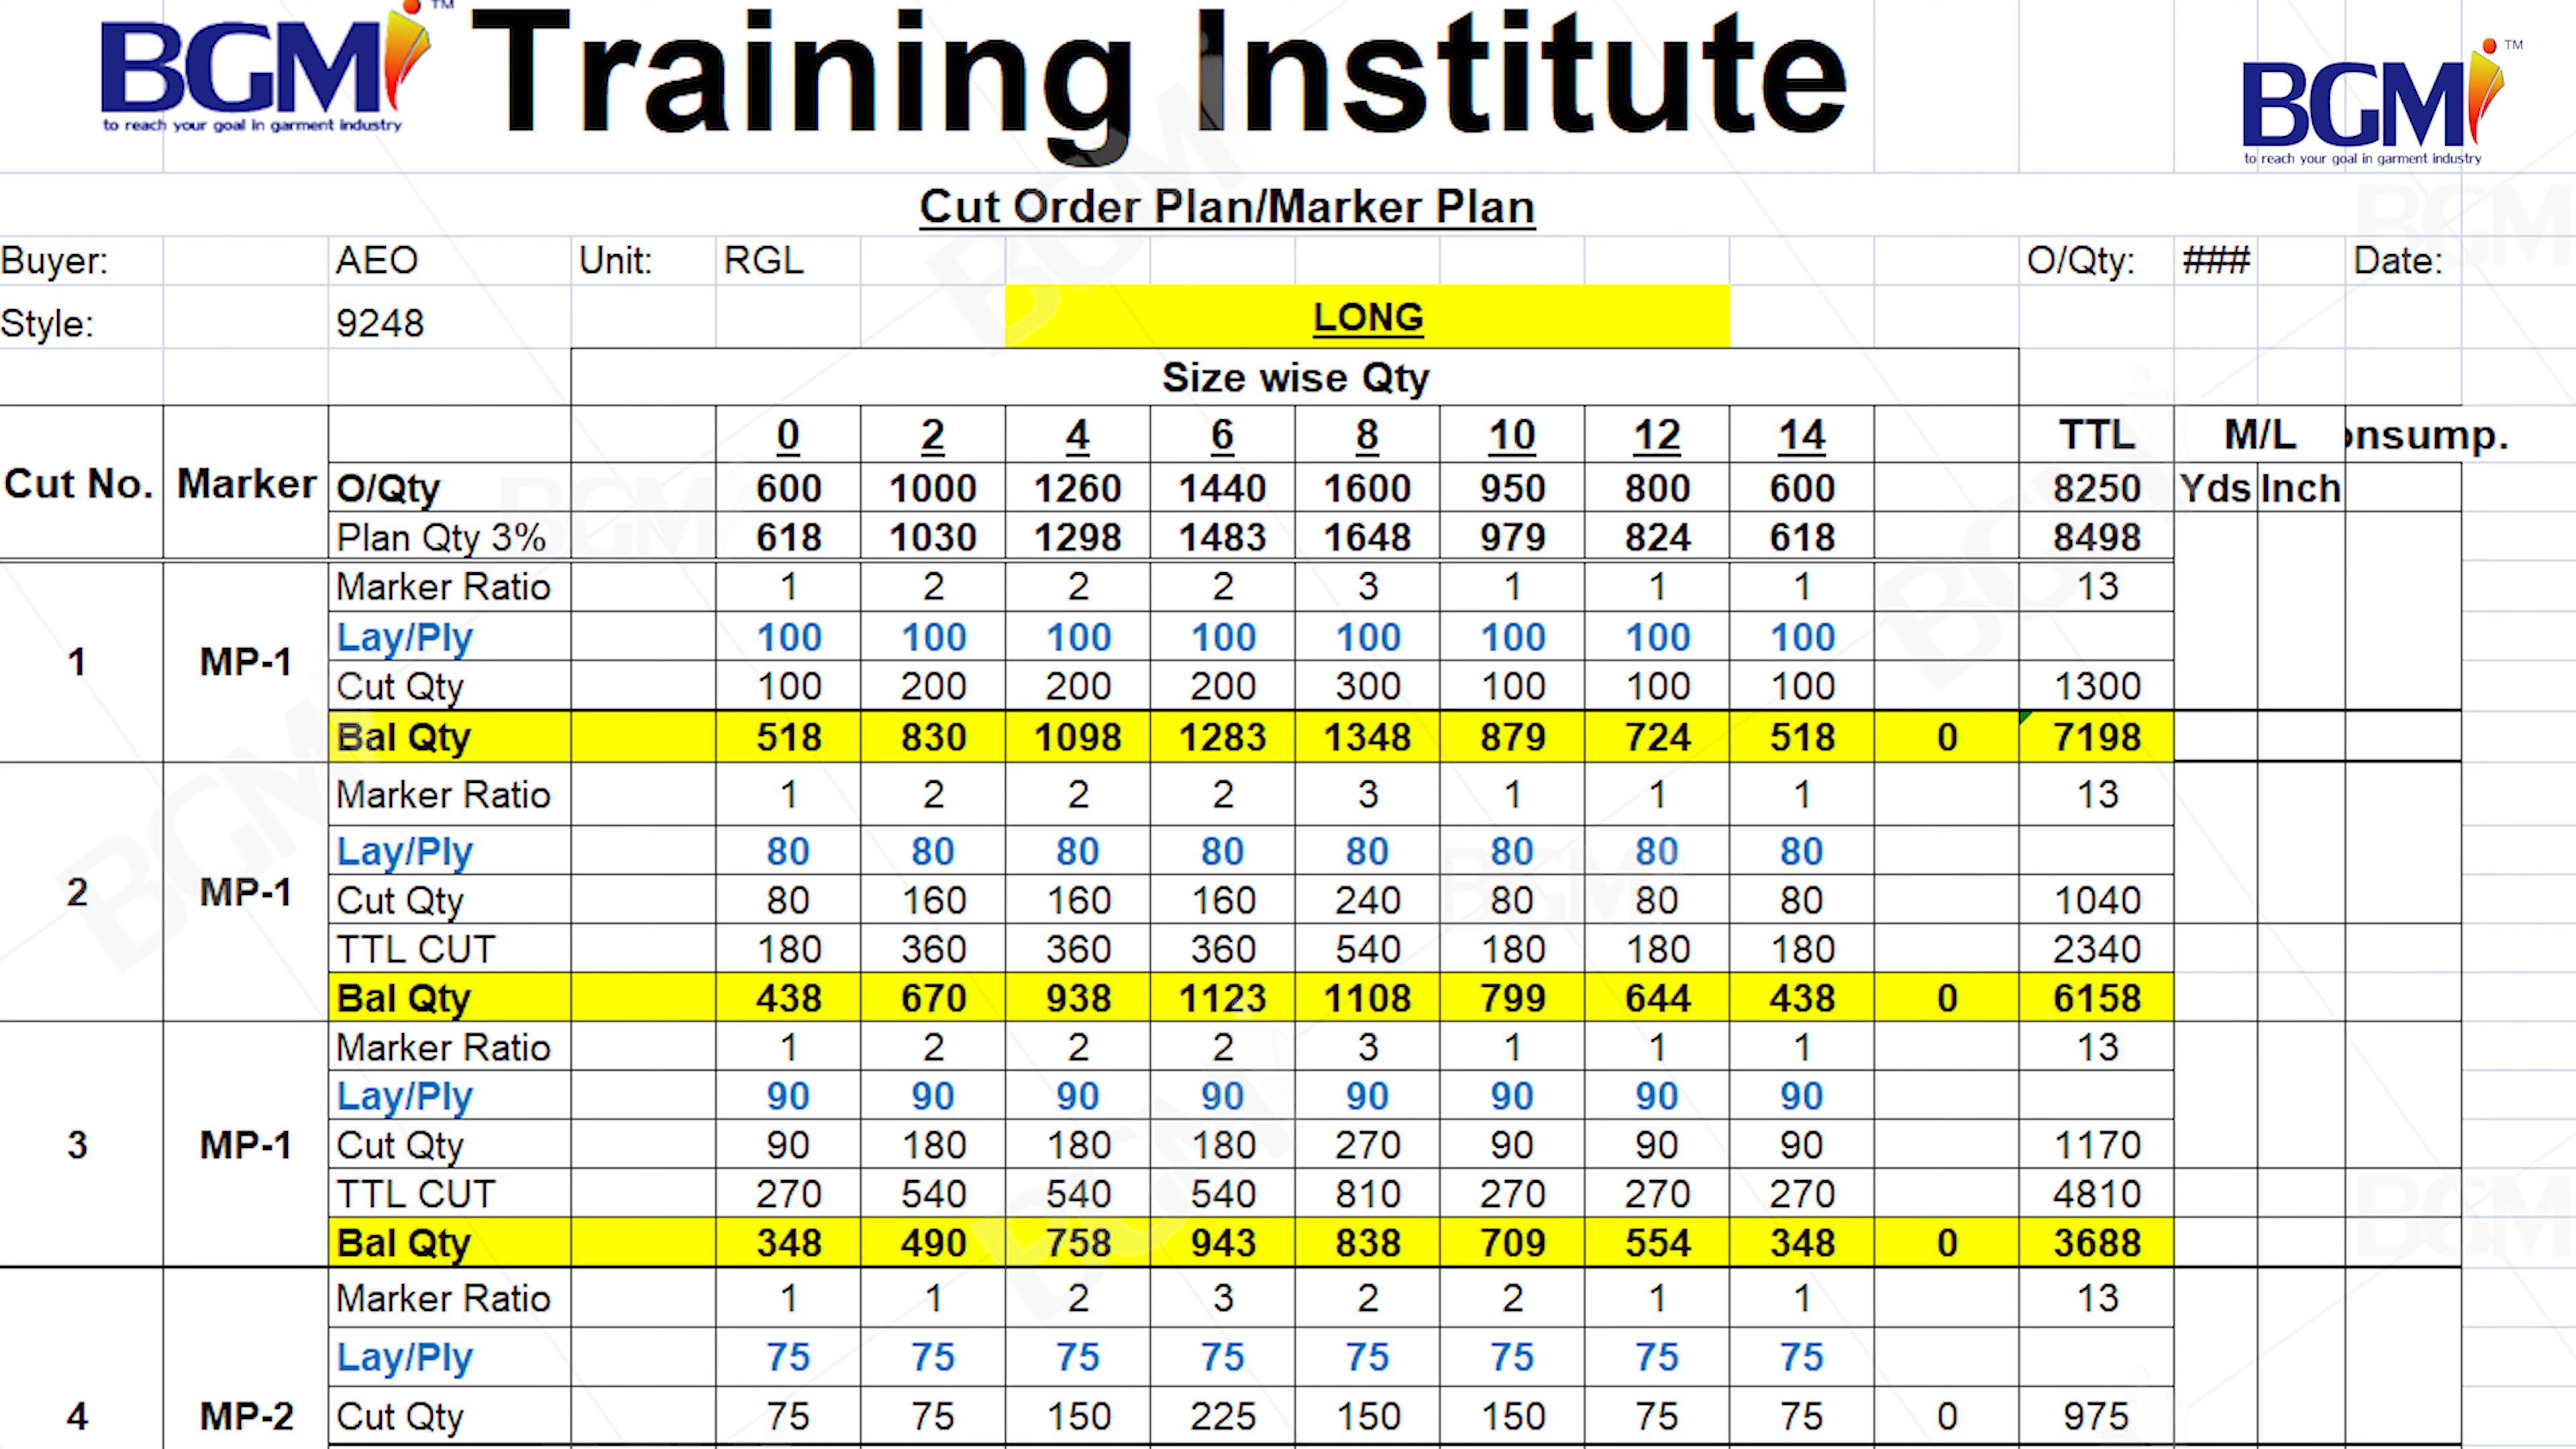 BGM TM Training Institute BGM TM
to reach your goal in garment industry
to reach your goal in garment industry
Cut Order Plan/Marker Plan
Buyer: AEO Unit: RGL O/Qty: ### Date:
Style: 9248 LONG
Size wise Qty
0 2 4 6 8 10 12 14 TTL M/L onsump.
Cut No. Marker O/Qty 600 1000 1260 1440 1600 950 800 600 8250 Yds Inch
Plan Qty 3% 618 1030 1298 1483 1648 979 824 618 8498
Marker Ratio 1 2 2 2 3 1 1 1 13
Lay/Ply 100 100 100 100 100 100 100 100
1 MP-1
Cut Qty 100 200 200 200 300 100 100 100 1300
Bal Qty 518 830 1098 1283 1348 879 724 518 0 7198
Marker Ratio 1 2 2 2 3 1 1 1 13
Lay/Ply 80 80 80 80 80 80 80 80
2 MP-1 Cut Qty 80 160 160 160 240 80 80 80 1040
TTL CUT 180 360 360 360 540 180 180 180 2340
Bal Qty 438 670 938 1123 1108 799 644 438 0 6158
Marker Ratio 1 2 2 2 3 1 1 1 13
Lay/Ply 90 90 90 90 90 90 90 90
3 MP-1 Cut Qty 90 180 180 180 270 90 90 90 1170
TTL CUT 270 540 540 540 810 270 270 270 4810
Bal Qty 348 490 758 943 838 709 554 348 0 3688
Marker Ratio 1 1 2 3 2 2 1 1 13
Lay/Ply 75 75 75 75 75 75 75 75
4 MP-2 Cut Qty 75 75 150 225 150 150 75 75 0 975